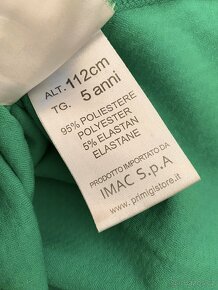 ALT. 112cm
TG. 5 anni
95% POLIESTERE
POLYESTER
5% ELASTAN
ELASTANE
PRODOTTO IMPORTATO DA
IMAC S.p.A
www.primigistore.it